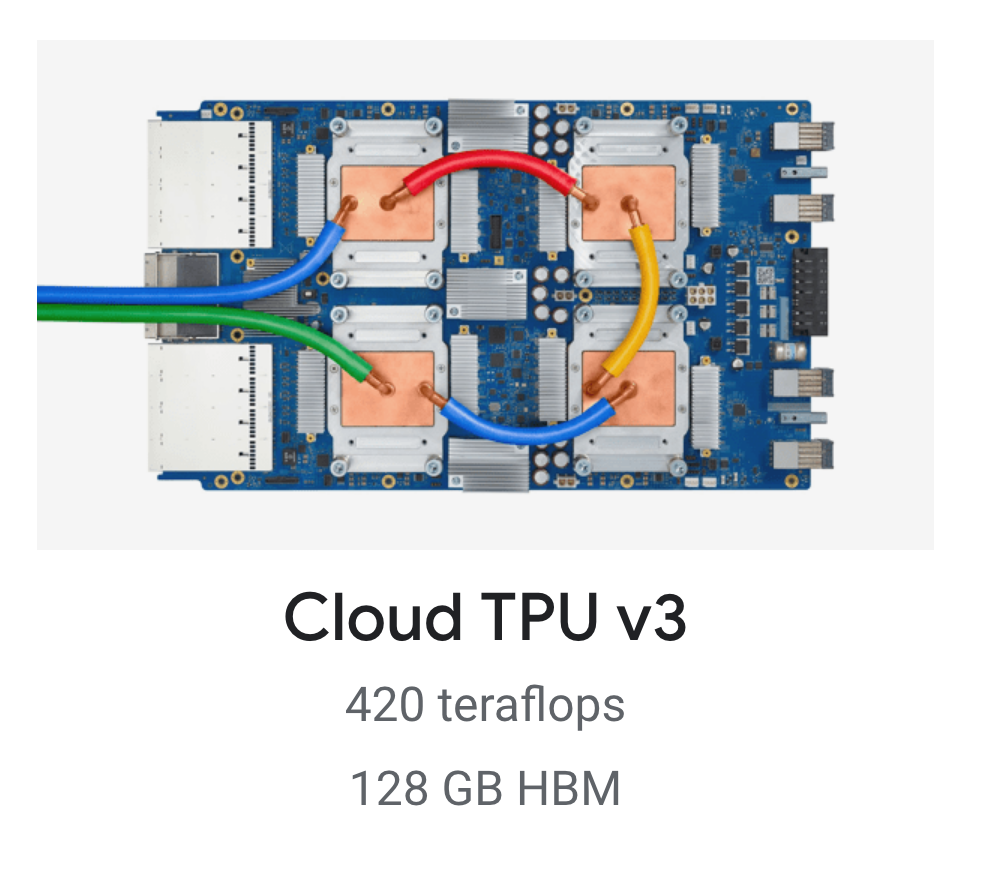 Cloud TPU v3
420 teraflops
128 GB HBM